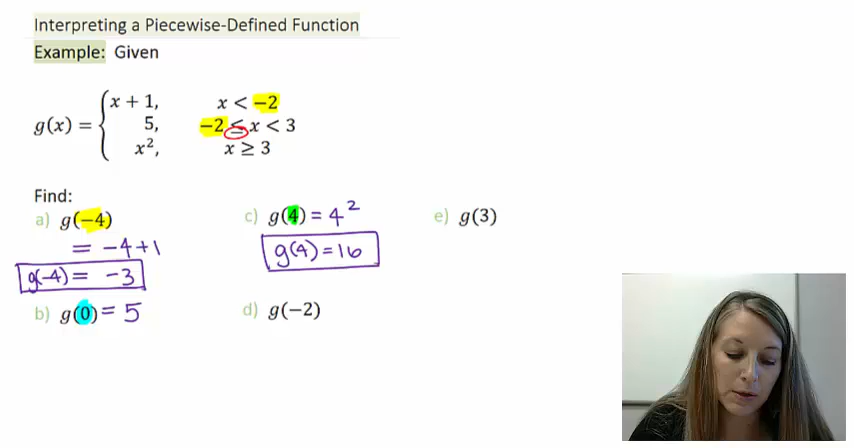 Interpreting a Piecewise-Defined Function
Example: Given
g(x) = { x + 1, x < −2
5, −2 ≤ x < 3
x², x ≥ 3
Find:
a) g(−4)
= -4+1
g(-4) = -3
b) g(0) = 5
c) g(4) = 4²
g(4) = 16
d) g(−2)
e) g(3)